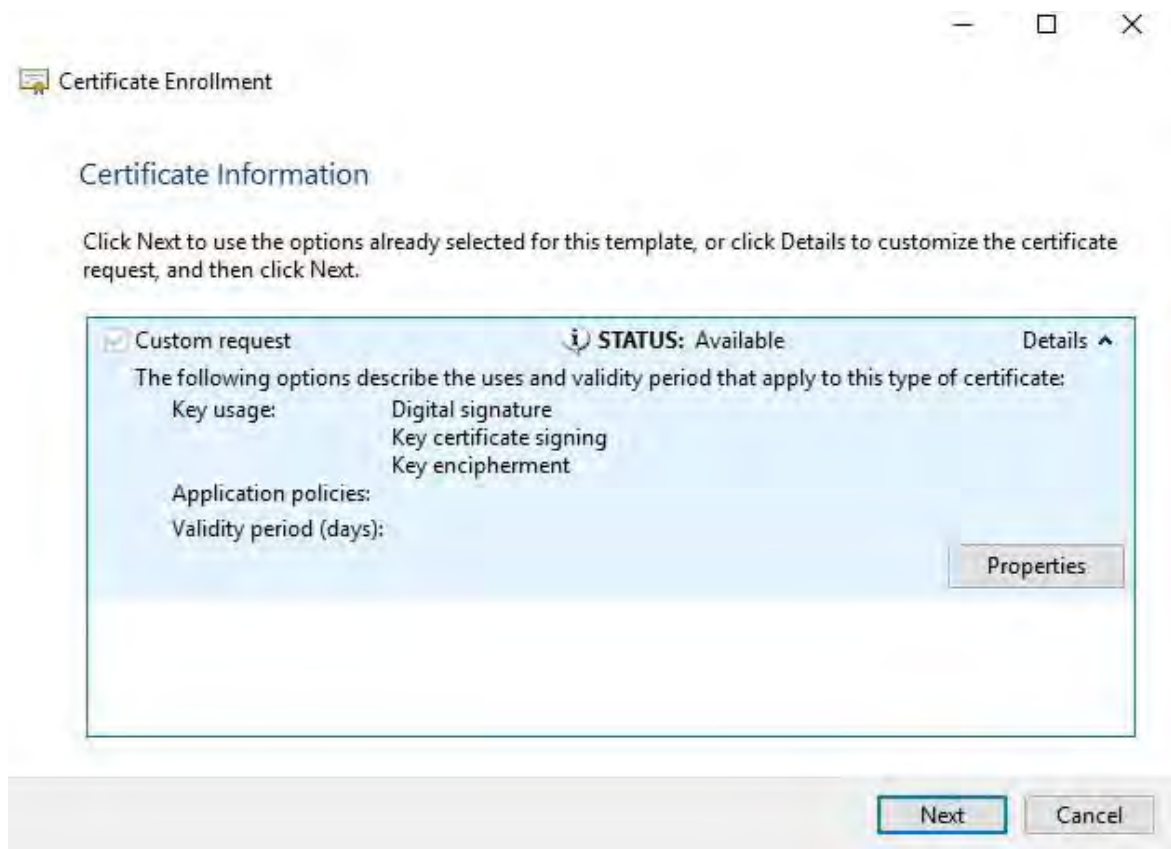 Certificate Enrollment
Certificate Information
Click Next to use the options already selected for this template, or click Details to customize the certificate
request, and then click Next.
Custom request STATUS: Available Details
The following options describe the uses and validity period that apply to this type of certificate:
Key usage: Digital signature
Key certificate signing
Key encipherment
Application policies:
Validity period (days):
Properties
Next Cancel